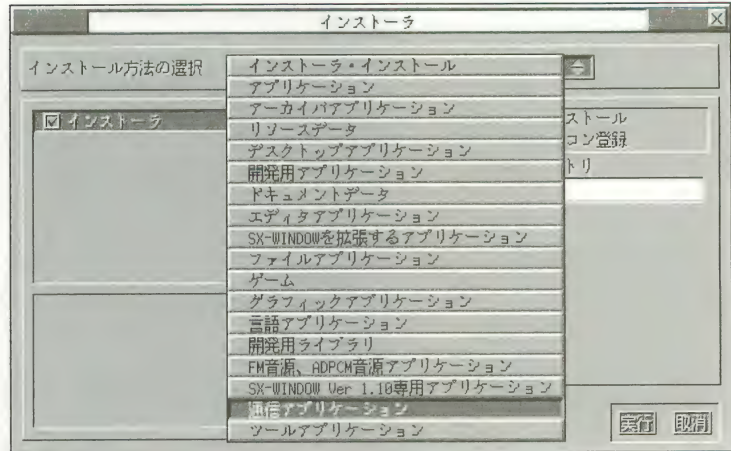 インストーラ
インストール方法の選択
インストーラ・インストール
アプリケーション
アーカイバアプリケーション
リソースデータ
デスクトップアプリケーション
開発用アプリケーション
ドキュメントデータ
エディタアプリケーション
SX-WINDOWを拡張するアプリケーション
ファイルアプリケーション
ゲーム
グラフィックアプリケーション
言語アプリケーション
開発用ライブラリ
FM音源、ADPCM音源アプリケーション
SX-WINDOW Ver 1.10専用アプリケーション
通信アプリケーション
ツールアプリケーション
インストーラ
ストール
コン登録
トリ
実行 取消